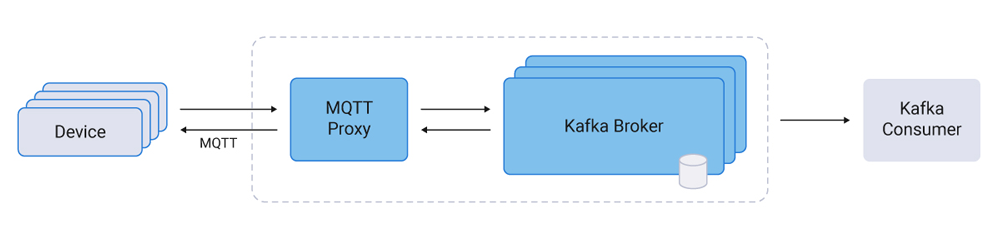 Device
MQTT
MQTT
Proxy
Kafka Broker
Kafka
Consumer